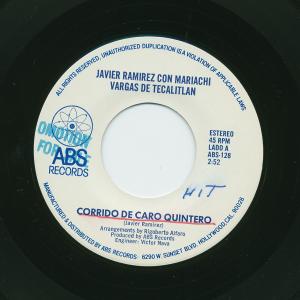 ALL RIGHTS RESERVED, UNAUTHORIZED DUPLICATION IS A VIOLATION OF APPLICABLE LAWS
JAVIER RAMIREZ CON MARIACHI
VARGAS DE TECALITLAN
ESTEREO
45 RPM
LADO A
ABS-128
2:52
ABS
RECORDS
HIT
CORRIDO DE CARO QUINTERO
(Javier Ramirez)
Arrangements by Rigoberto Alfaro
Produced by ABS Records
Engineer: Victor Nava
MANUFACTURED & DISTRIBUTED BY ABS RECORDS
6290 W SUNSET BLVD. HOLLYWOOD, CAL. 90028